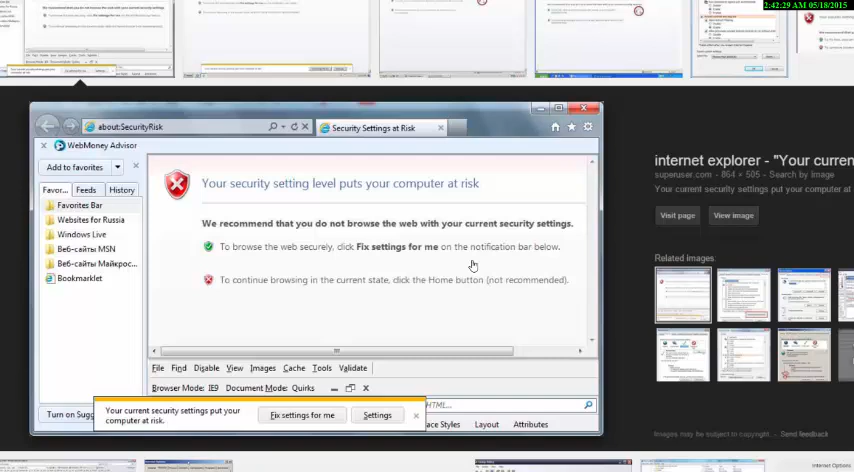 2:42:29 AM 05/18/2015
about:SecurityRisk
Security Settings at Risk
WebMoney Advisor
Add to favorites
Favor...
Feeds
History
Favorites Bar
Websites for Russia
Windows Live
Веб-сайты MSN
Веб-сайты Майкрос...
Bookmarklet
Your security setting level puts your computer at risk
We recommend that you do not browse the web with your current security settings.
To browse the web securely, click Fix settings for me on the notification bar below.
To continue browsing in the current state, click the Home button (not recommended).
File Find Disable View Images Cache Tools Validate
Browser Mode: IE9 Document Mode: Quirks
HTML...
Turn on Sugg
Your current security settings put your
computer at risk.
Fix settings for me
Settings
ace Styles
Layout
Attributes
internet explorer - "Your curren
superuser.com - 864 × 505 - Search by Image
Your current security settings put your computer at
Visit page
View image
Related images:
Images may be subject to copyright. - Send feedback
Internet Options